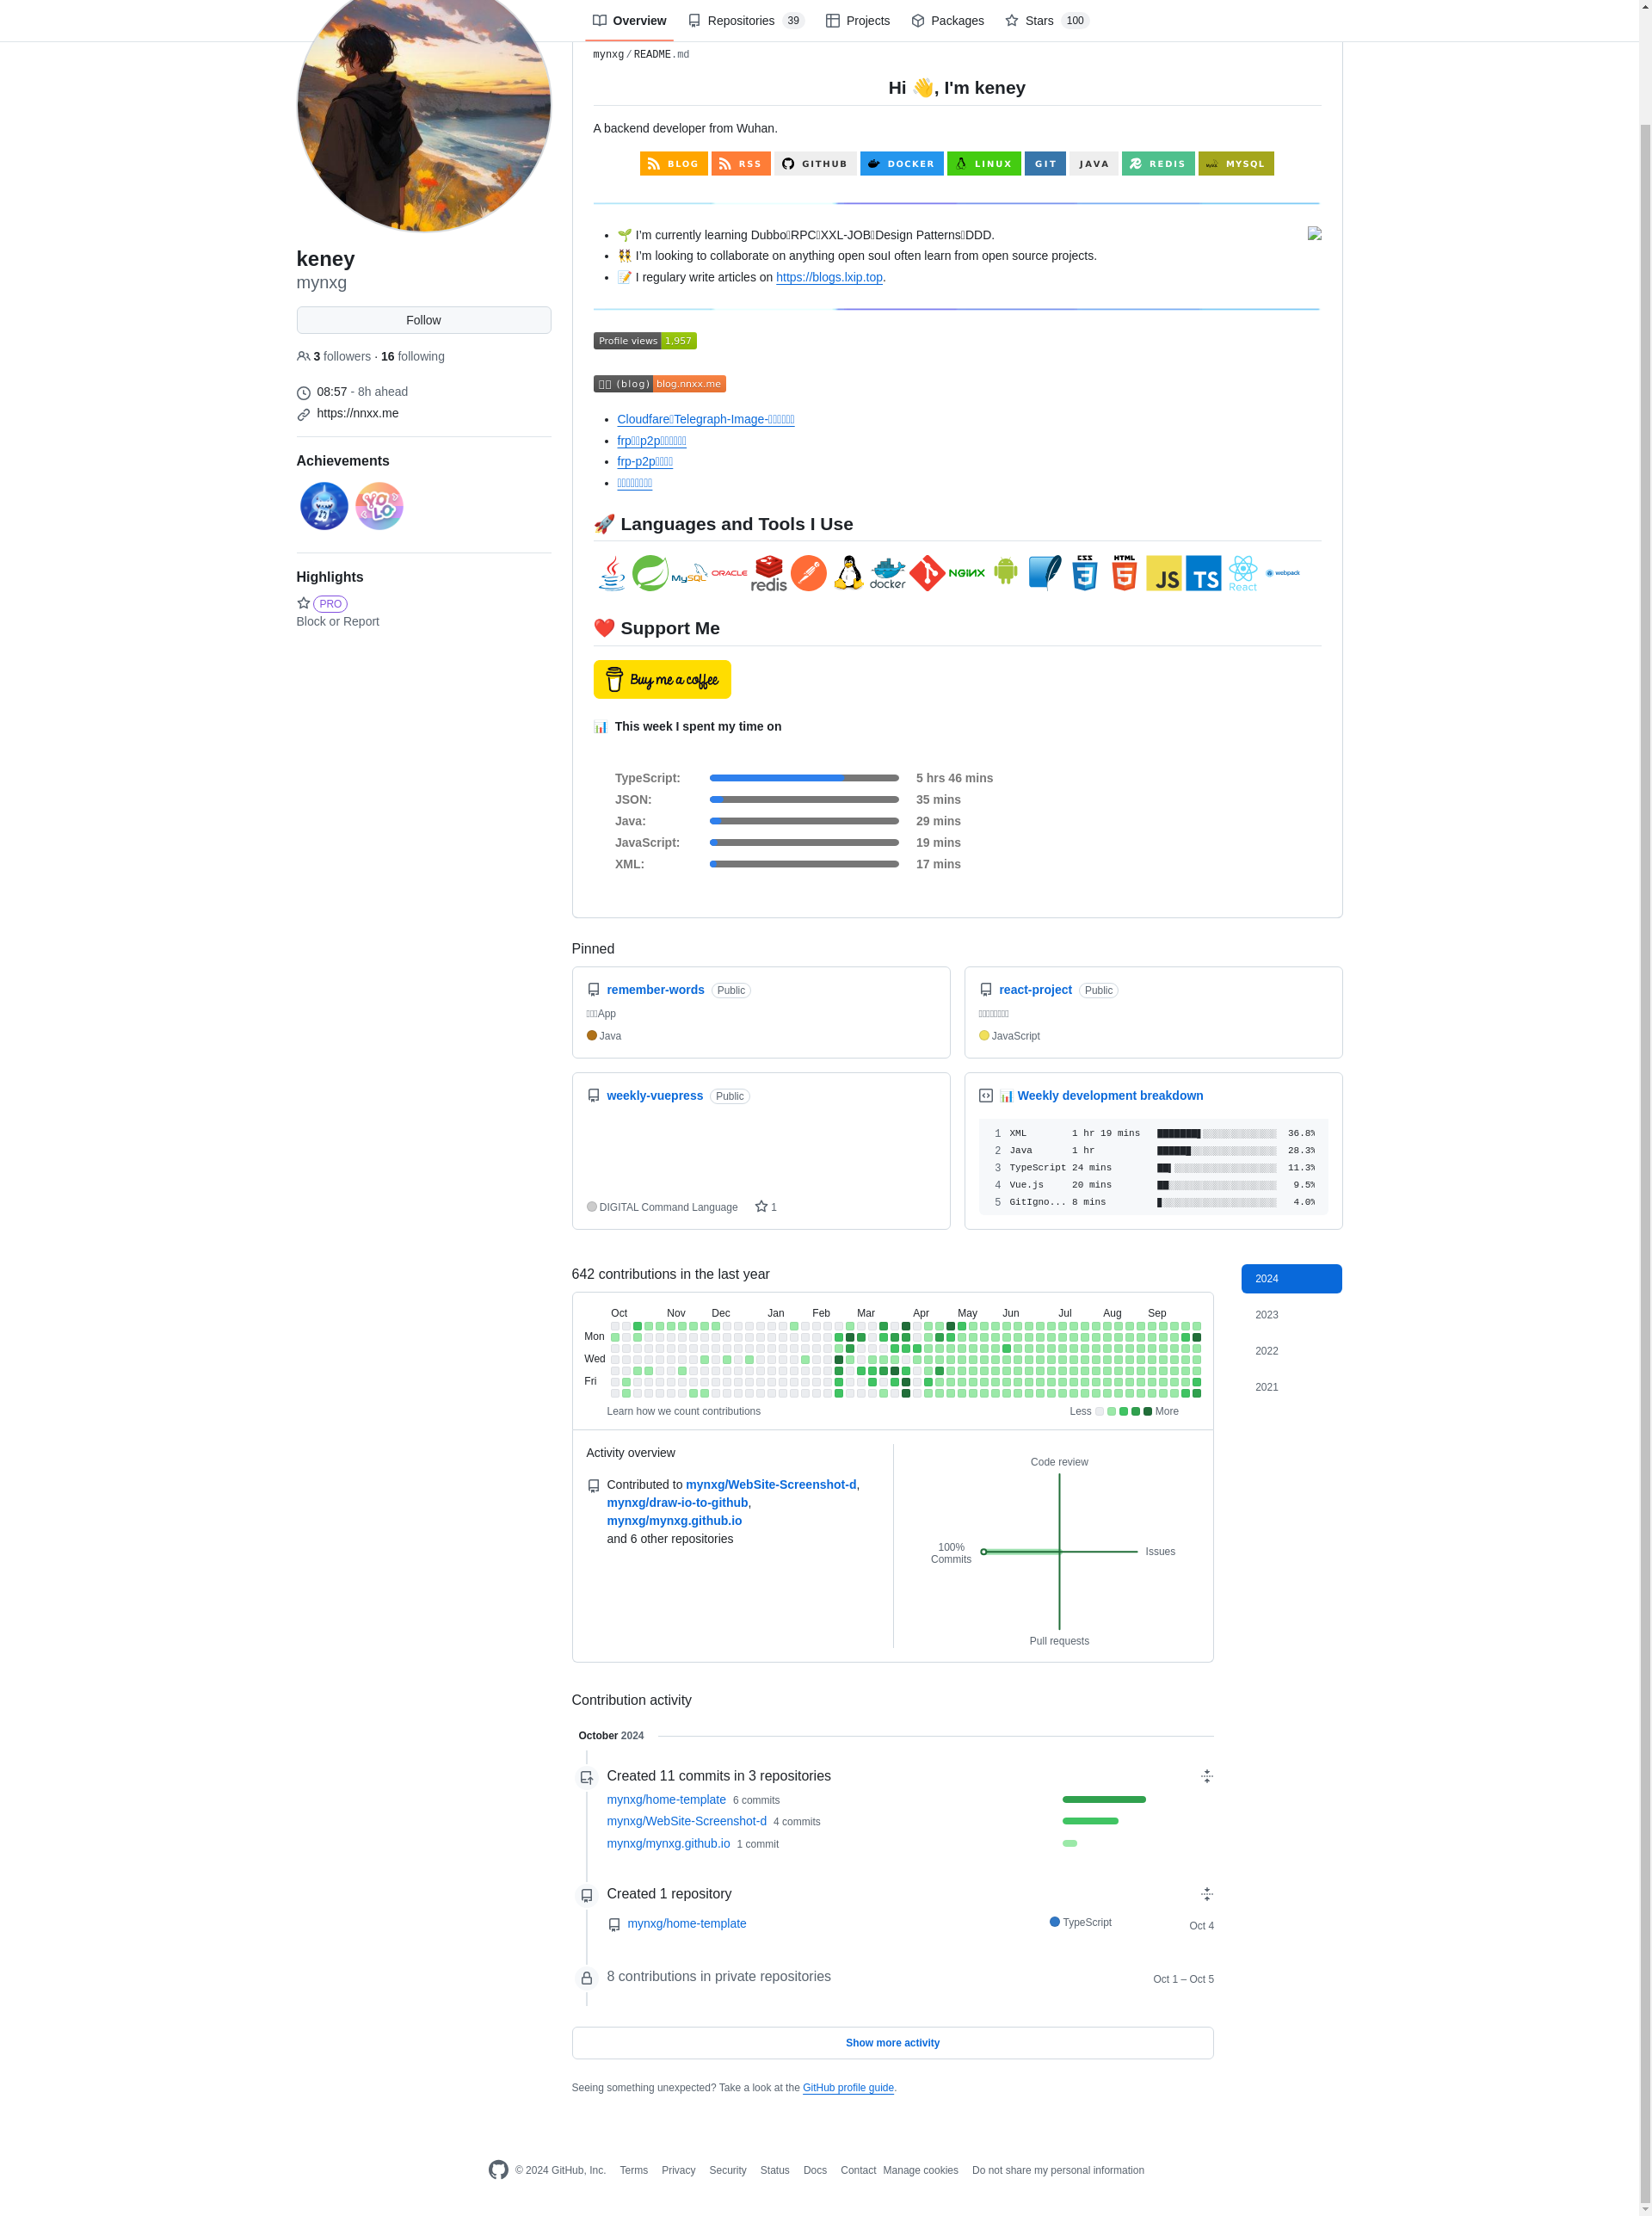 Overview
Repositories 39
Projects
Packages
Stars 100
mynxg/README.md
Hi 👋, I'm keney
A backend developer from Wuhan.
BLOG RSS GITHUB DOCKER LINUX GIT JAVA REDIS MYSQL
🌱 I'm currently learning Dubbo RPC XXL-JOB Design Patterns DDD.
👯 I'm looking to collaborate on anything open souI often learn from open source projects.
📝 I regulary write articles on https://blogs.lxip.top.
keney
mynxg
Follow
3 followers · 16 following
08:57 - 8h ahead
https://nnxx.me
Achievements
YOLO
Highlights
PRO
Block or Report
Profile views 1,957
(blog) blog.nnxx.me
Cloudfare Telegraph-Image-
frp p2p
frp-p2p
🚀 Languages and Tools I Use
MySQL ORACLE redis docker NGINX CSS HTML JS TS React webpack
❤️ Support Me
Buy me a coffee
📊 This week I spent my time on
TypeScript: 5 hrs 46 mins
JSON: 35 mins
Java: 29 mins
JavaScript: 19 mins
XML: 17 mins
Pinned
remember-words Public
App
Java
react-project Public
JavaScript
weekly-vuepress Public
DIGITAL Command Language 1
📊 Weekly development breakdown
1 XML 1 hr 19 mins 36.8%
2 Java 1 hr 28.3%
3 TypeScript 24 mins 11.3%
4 Vue.js 20 mins 9.5%
5 GitIgno... 8 mins 4.0%
642 contributions in the last year
2024
2023
2022
2021
Oct Nov Dec Jan Feb Mar Apr May Jun Jul Aug Sep
Mon
Wed
Fri
Learn how we count contributions
Less More
Activity overview
Contributed to mynxg/WebSite-Screenshot-d,
mynxg/draw-io-to-github,
mynxg/mynxg.github.io
and 6 other repositories
Code review
100%
Commits
Issues
Pull requests
Contribution activity
October 2024
Created 11 commits in 3 repositories
mynxg/home-template 6 commits
mynxg/WebSite-Screenshot-d 4 commits
mynxg/mynxg.github.io 1 commit
Created 1 repository
mynxg/home-template TypeScript Oct 4
8 contributions in private repositories Oct 1 – Oct 5
Show more activity
Seeing something unexpected? Take a look at the GitHub profile guide.
© 2024 GitHub, Inc. Terms Privacy Security Status Docs Contact Manage cookies Do not share my personal information